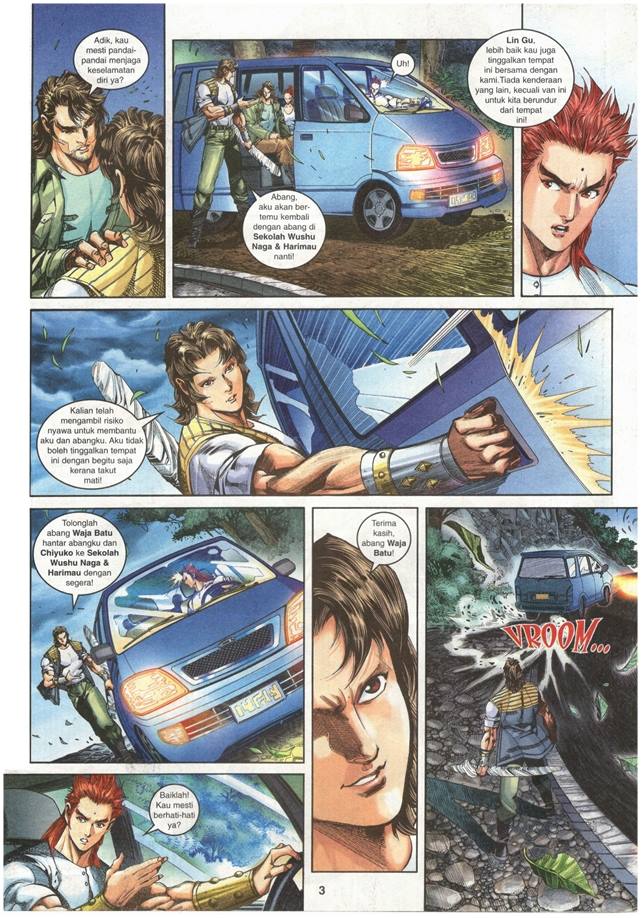 Adik, kau
mesti pandai-
pandai menjaga
keselamatan
diri ya?
Uh!
Abang,
aku akan ber-
temu kembali
dengan abang di
Sekolah Wushu
Naga & Harimau
nanti!
Lin Gu,
lebih baik kau juga
tinggalkan tempat
ini bersama dengan
kami.Tiada kenderaan
yang lain, kecuali van ini
untuk kita berundur
dari tempat
ini!
Kalian telah
mengambil risiko
nyawa untuk membantu
aku dan abangku. Aku tidak
boleh tinggalkan tempat
ini dengan begitu saja
kerana takut
mati!
Tolonglah
abang Waja Batu
hantar abangku dan
Chiyuko ke Sekolah
Wushu Naga &
Harimau dengan
segera!
Baiklah!
Kau mesti
berhati-hati
ya?
Terima
kasih,
abang Waja
Batu!
VROOM...
3